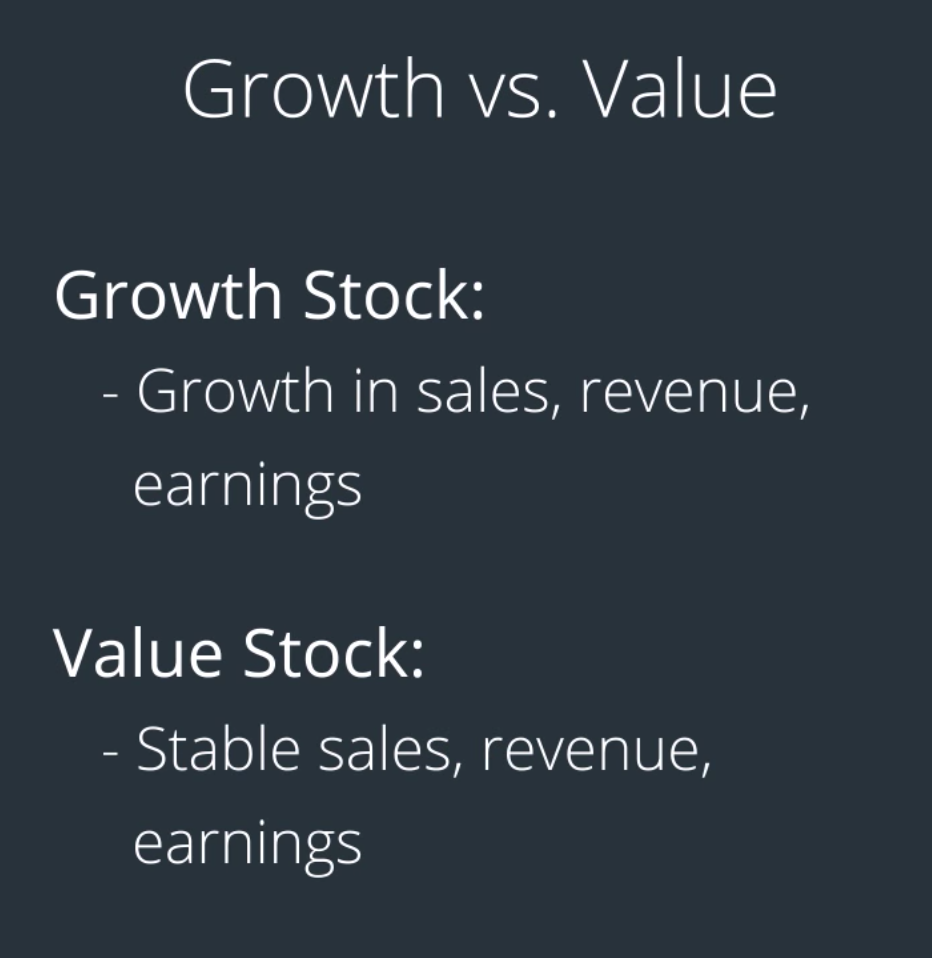 Growth vs. Value
Growth Stock:
- Growth in sales, revenue,
earnings
Value Stock:
- Stable sales, revenue,
earnings